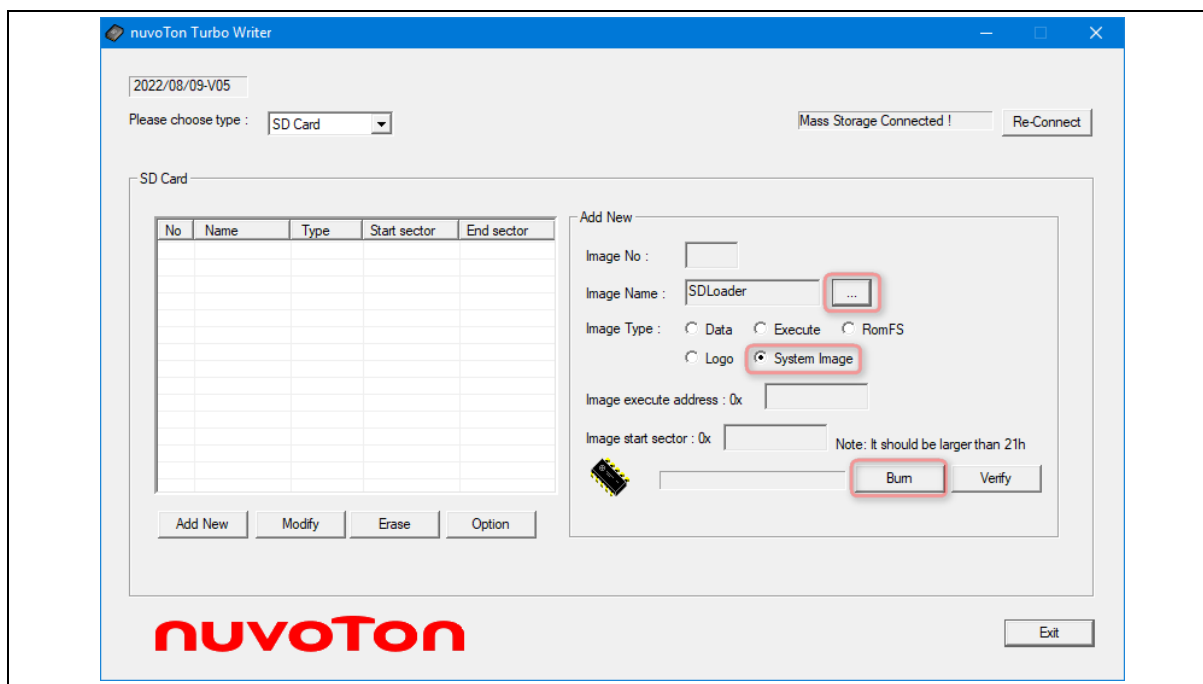 nuvoTon Turbo Writer
2022/08/09-V05
Please choose type : SD Card
Mass Storage Connected ! Re-Connect
SD Card
No Name Type Start sector End sector
Add New
Image No :
Image Name : SDLoader ...
Image Type : Data Execute RomFS
Logo System Image
Image execute address : 0x
Image start sector : 0x Note: It should be larger than 21h
Burn Verify
Add New Modify Erase Option
nuvoTon
Exit